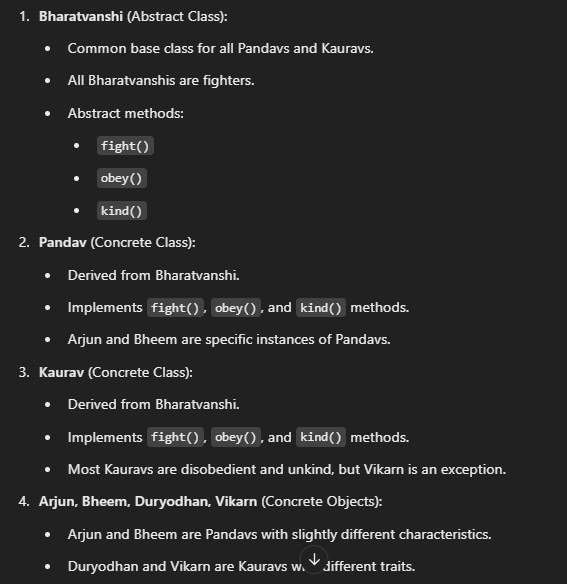 1. Bharatvanshi (Abstract Class):
• Common base class for all Pandavs and Kauravs.
• All Bharatvanshis are fighters.
• Abstract methods:
• fight()
• obey()
• kind()
2. Pandav (Concrete Class):
• Derived from Bharatvanshi.
• Implements fight(), obey(), and kind() methods.
• Arjun and Bheem are specific instances of Pandavs.
3. Kaurav (Concrete Class):
• Derived from Bharatvanshi.
• Implements fight(), obey(), and kind() methods.
• Most Kauravs are disobedient and unkind, but Vikarn is an exception.
4. Arjun, Bheem, Duryodhan, Vikarn (Concrete Objects):
• Arjun and Bheem are Pandavs with slightly different characteristics.
• Duryodhan and Vikarn are Kauravs different traits.